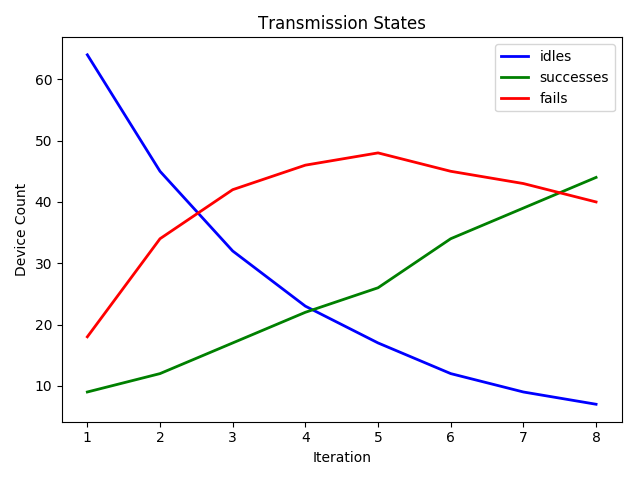 Transmission States
idles
successes
fails
Device Count
60
50
40
30
20
10
1 2 3 4 5 6 7 8
Iteration